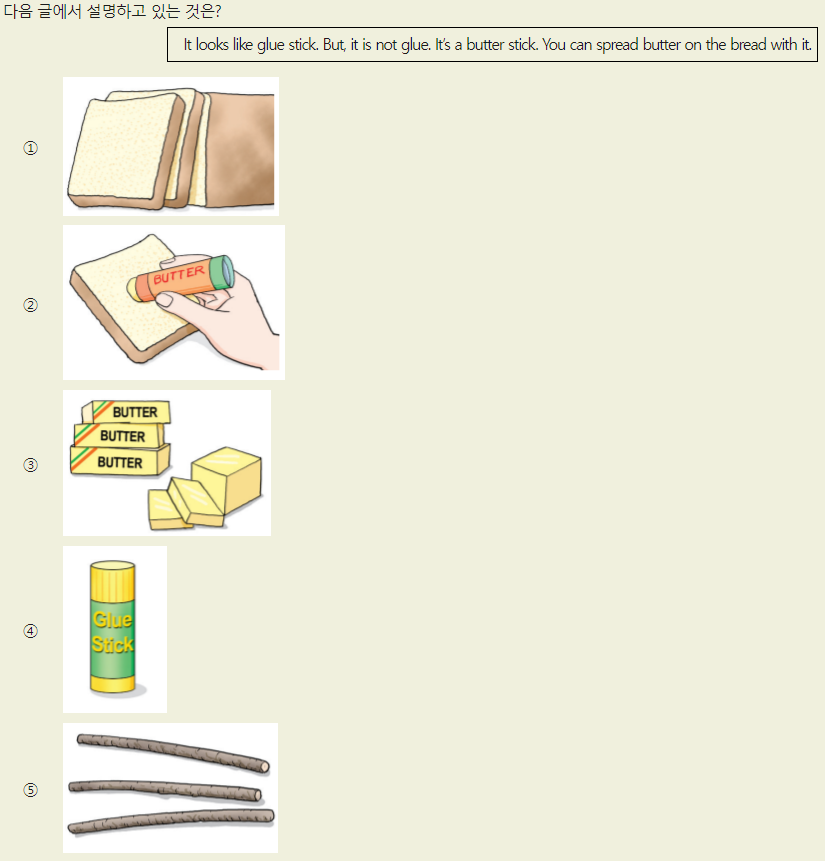 다음 글에서 설명하고 있는 것은?
It looks like glue stick. But, it is not glue. It's a butter stick. You can spread butter on the bread with it.
①
②
BUTTER
③
BUTTER
BUTTER
BUTTER
④
Glue
Stick
⑤